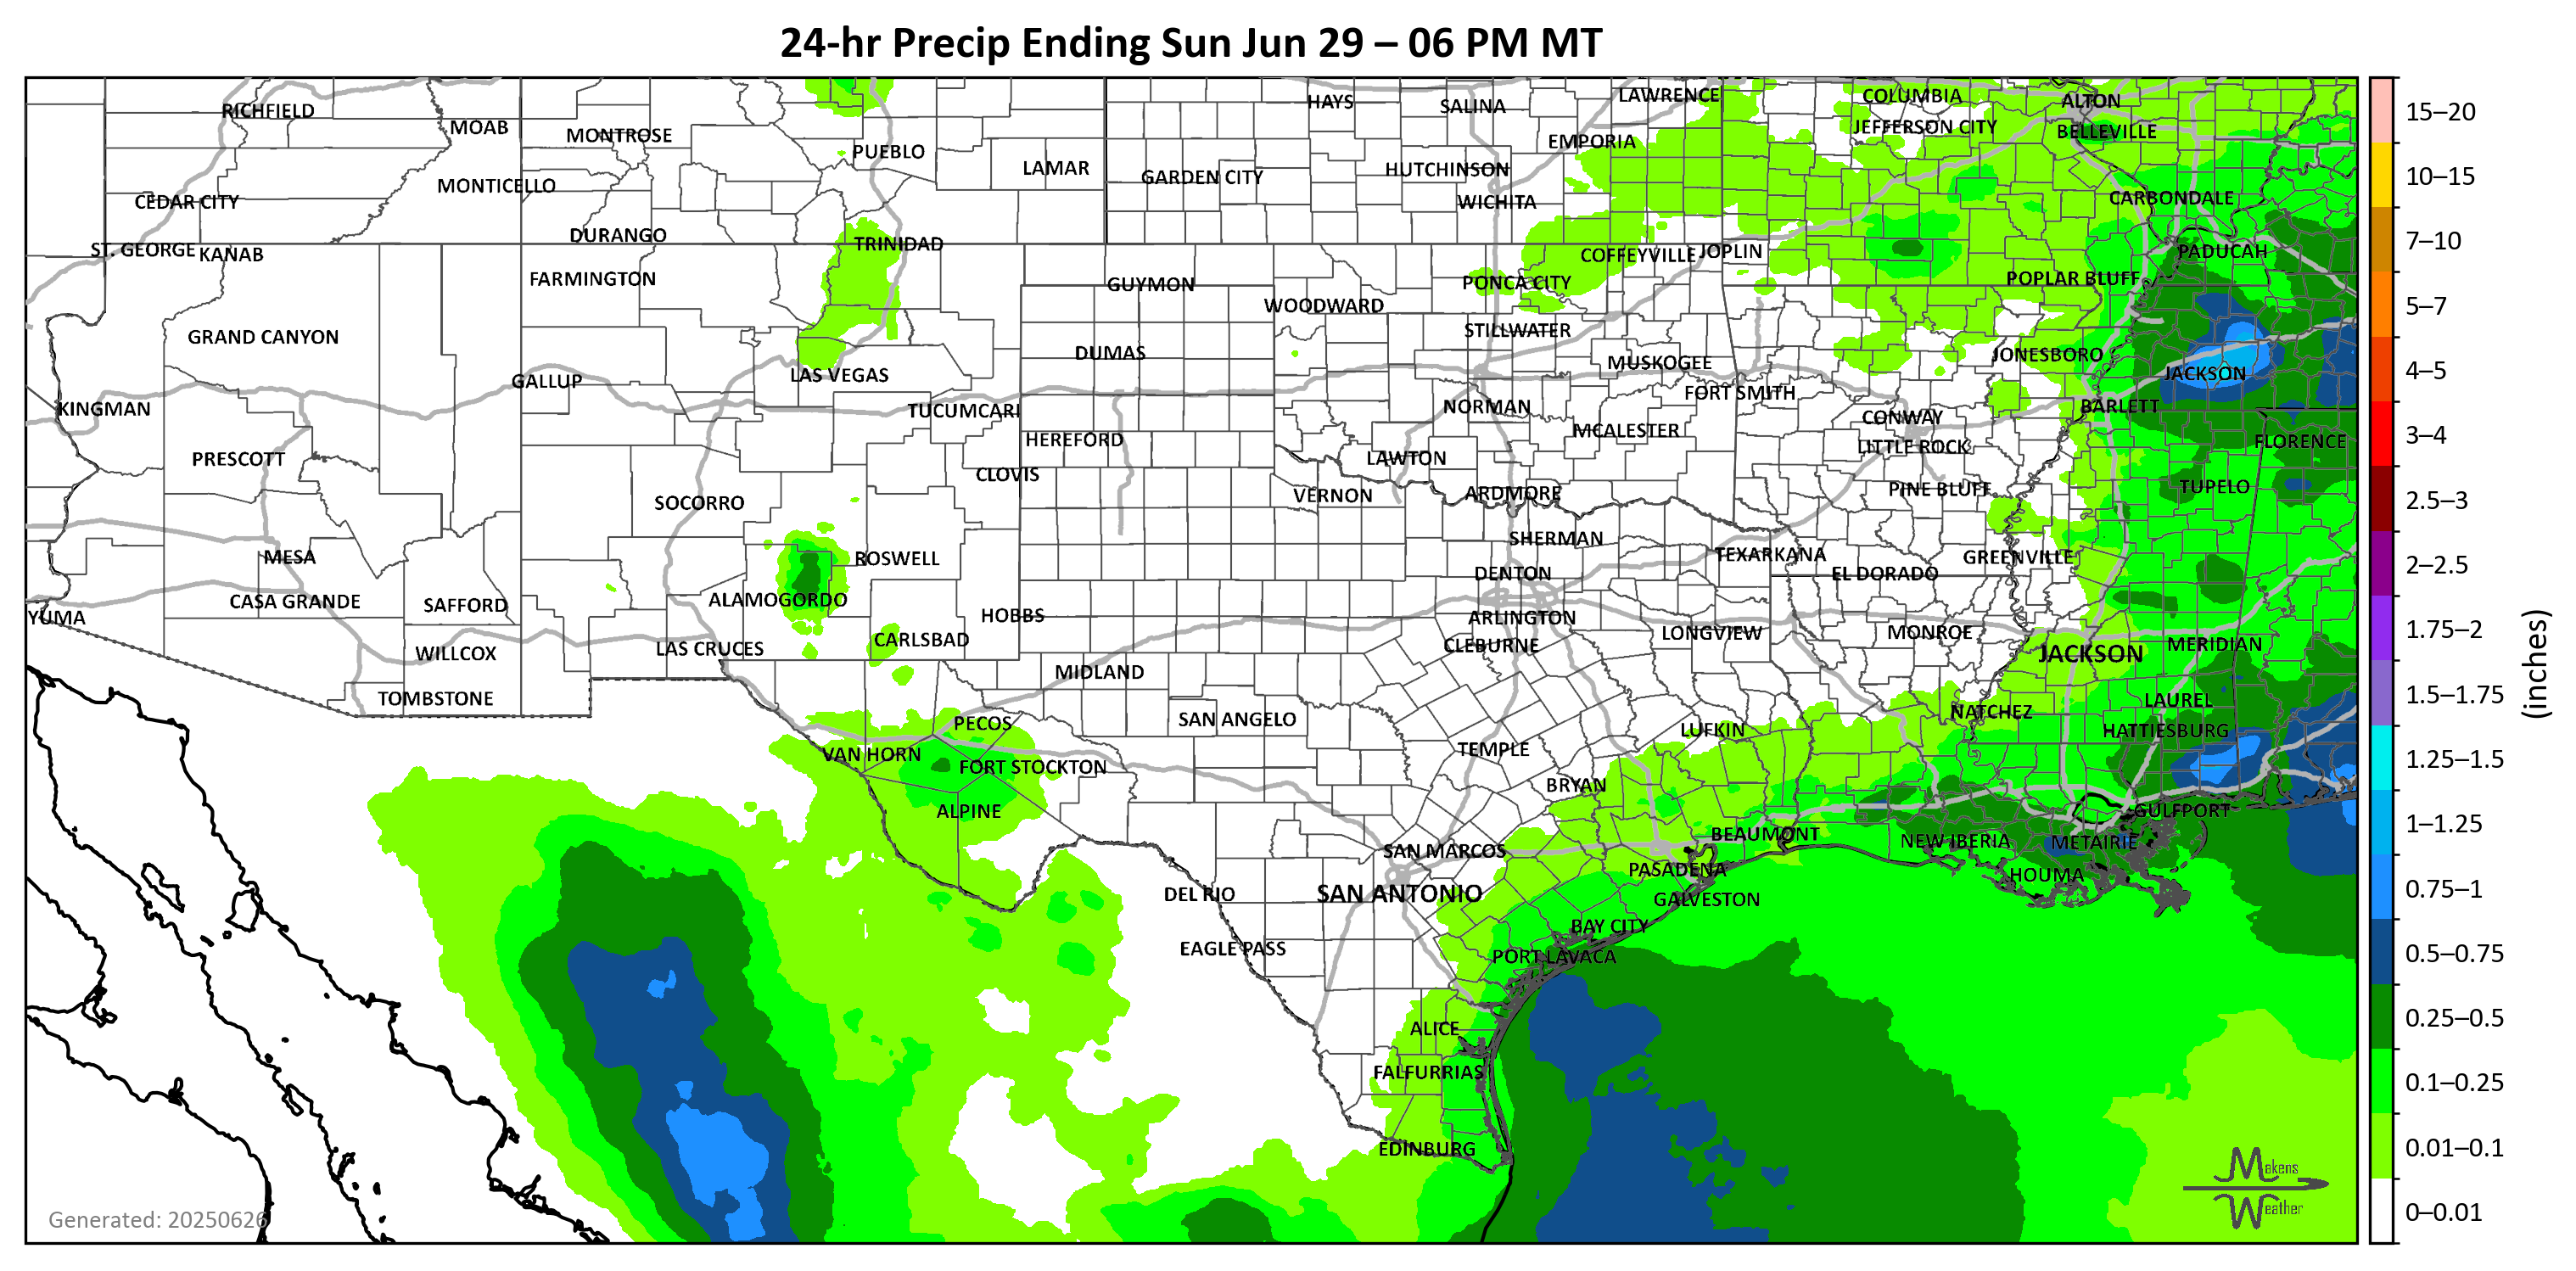 24-hr Precip Ending Sun Jun 29 – 06 PM MT
RICHFIELD
MOAB
MONTROSE
PUEBLO
LAMAR
HAYS
SALINA
LAWRENCE
EMPORIA
COLUMBIA
ALTON
JEFFERSON CITY
BELLEVILLE
CEDAR CITY
MONTICELLO
GARDEN CITY
HUTCHINSON
WICHITA
CARBONDALE
ST. GEORGE
KANAB
DURANGO
TRINIDAD
COFFEYVILLE
JOPLIN
PADUCAH
FARMINGTON
GUYMON
PONCA CITY
POPLAR BLUFF
WOODWARD
GRAND CANYON
STILLWATER
DUMAS
MUSKOGEE
JONESBORO
GALLUP
LAS VEGAS
JACKSON
KINGMAN
TUCUMCARI
NORMAN
FORT SMITH
CONWAY
BARLETT
HEREFORD
MCALESTER
LITTLE ROCK
FLORENCE
PRESCOTT
CLOVIS
LAWTON
SOCORRO
VERNON
ARDMORE
PINE BLUFF
TUPELO
MESA
ROSWELL
SHERMAN
TEXARKANA
GREENVILLE
DENTON
EL DORADO
YUMA
CASA GRANDE
SAFFORD
ALAMOGORDO
HOBBS
ARLINGTON
WILLCOX
LAS CRUCES
CARLSBAD
CLEBURNE
LONGVIEW
MONROE
JACKSON
MERIDIAN
TOMBSTONE
MIDLAND
PECOS
SAN ANGELO
LUFKIN
NATCHEZ
LAUREL
HATTIESBURG
VAN HORN
FORT STOCKTON
TEMPLE
BRYAN
ALPINE
GULFPORT
SAN MARCOS
BEAUMONT
NEW IBERIA
METAIRIE
DEL RIO
SAN ANTONIO
PASADENA
GALVESTON
HOUMA
EAGLE PASS
BAY CITY
PORT LAVACA
ALICE
FALFURRIAS
EDINBURG
Generated: 20250626
Makens
Weather
15–20
10–15
7–10
5–7
4–5
3–4
2.5–3
2–2.5
1.75–2
1.5–1.75
1.25–1.5
1–1.25
0.75–1
0.5–0.75
0.25–0.5
0.1–0.25
0.01–0.1
0–0.01
(inches)